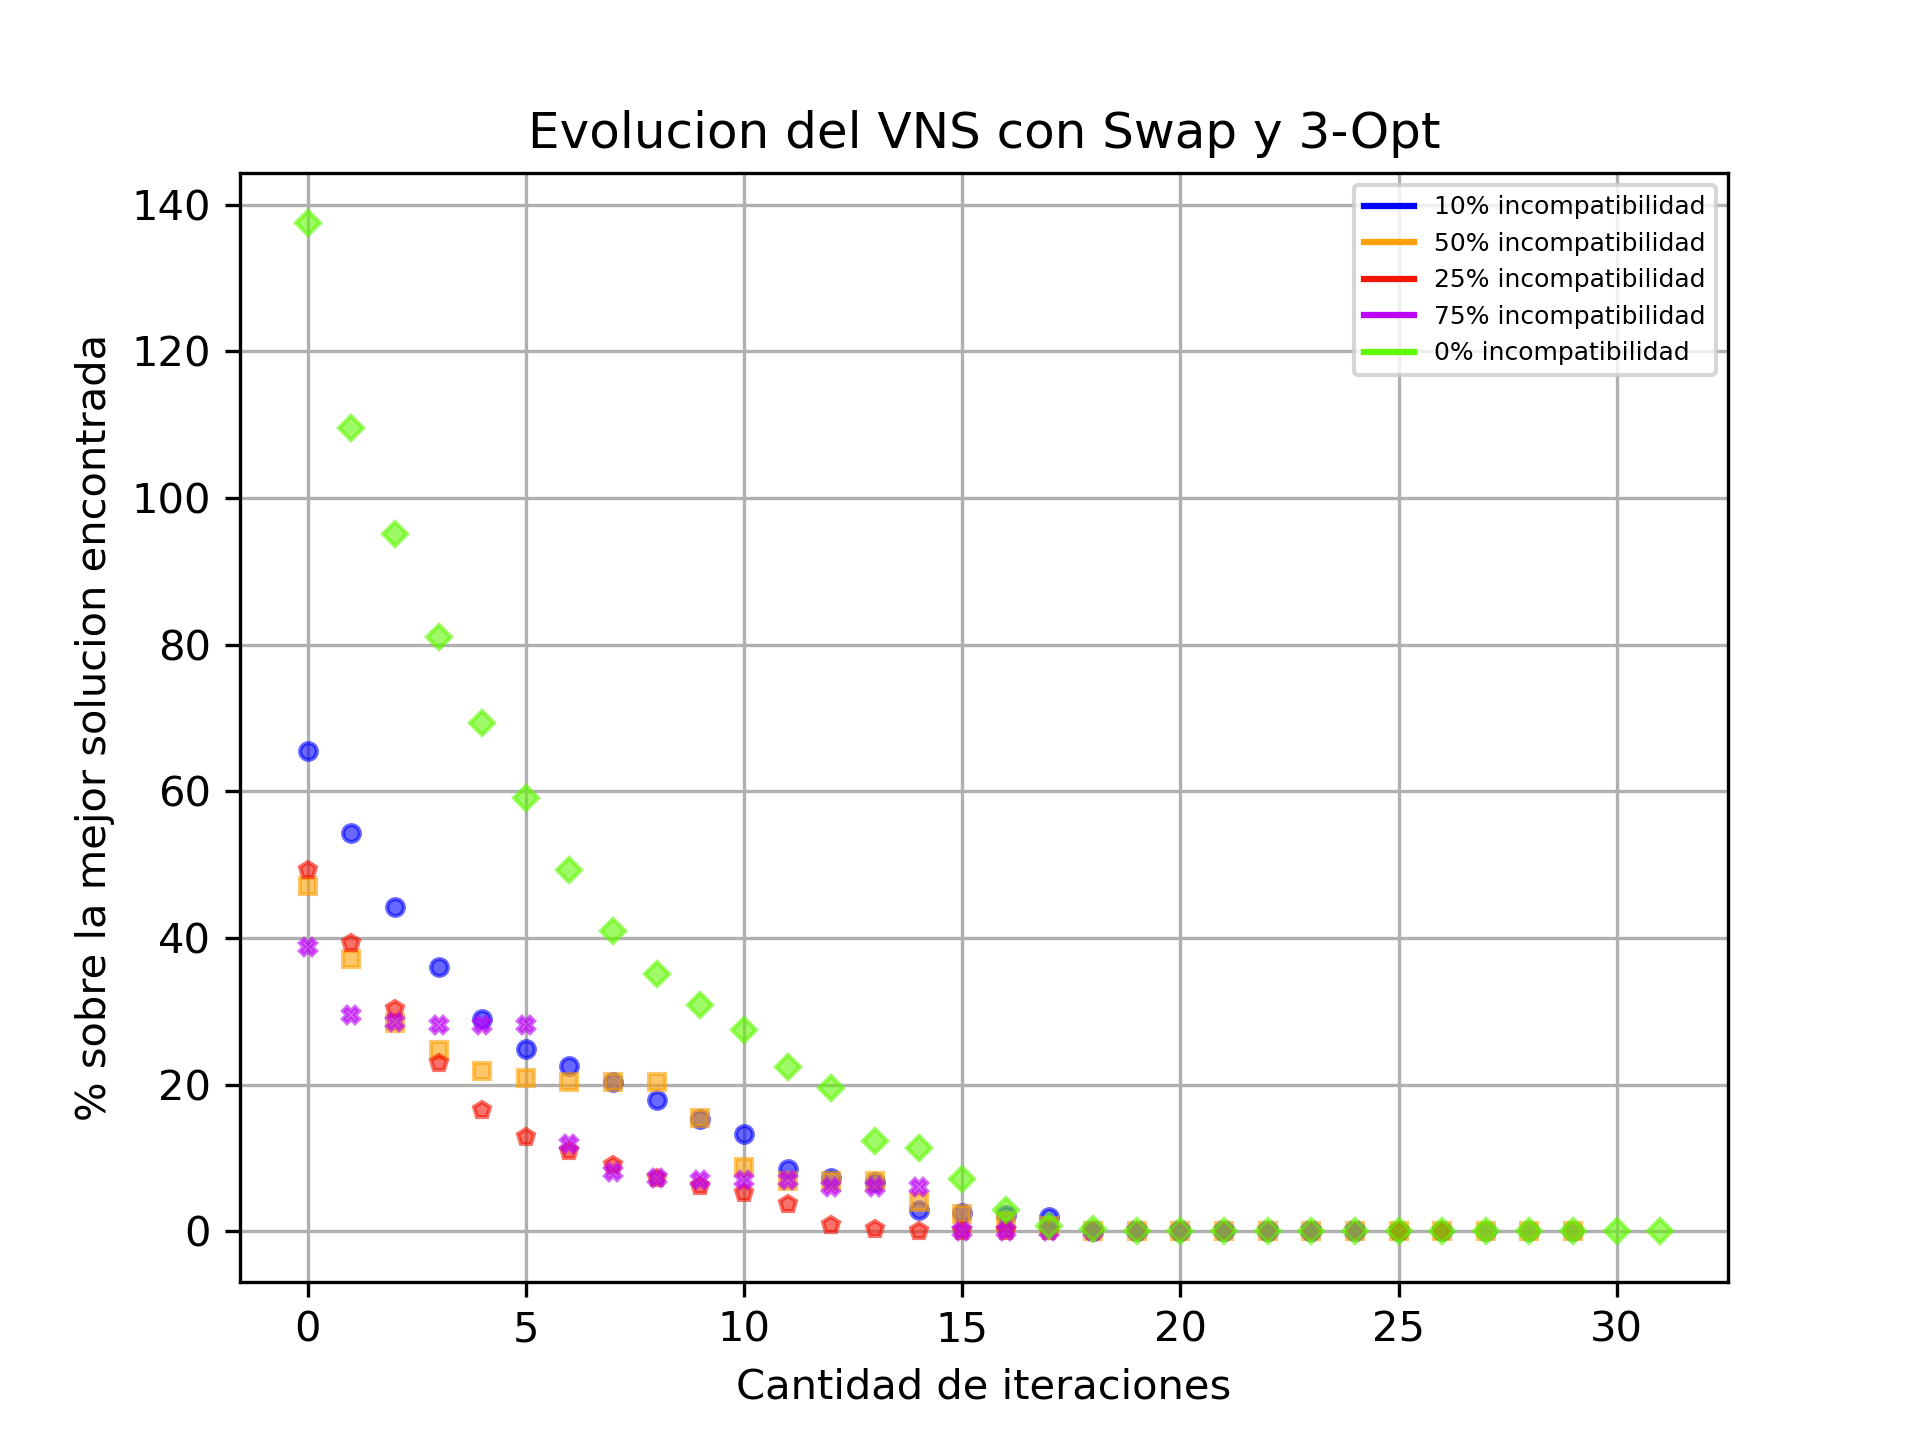 Evolucion del VNS con Swap y 3-Opt
10% incompatibilidad
50% incompatibilidad
25% incompatibilidad
75% incompatibilidad
0% incompatibilidad
% sobre la mejor solucion encontrada
140
120
100
80
60
40
20
0
0 5 10 15 20 25 30
Cantidad de iteraciones